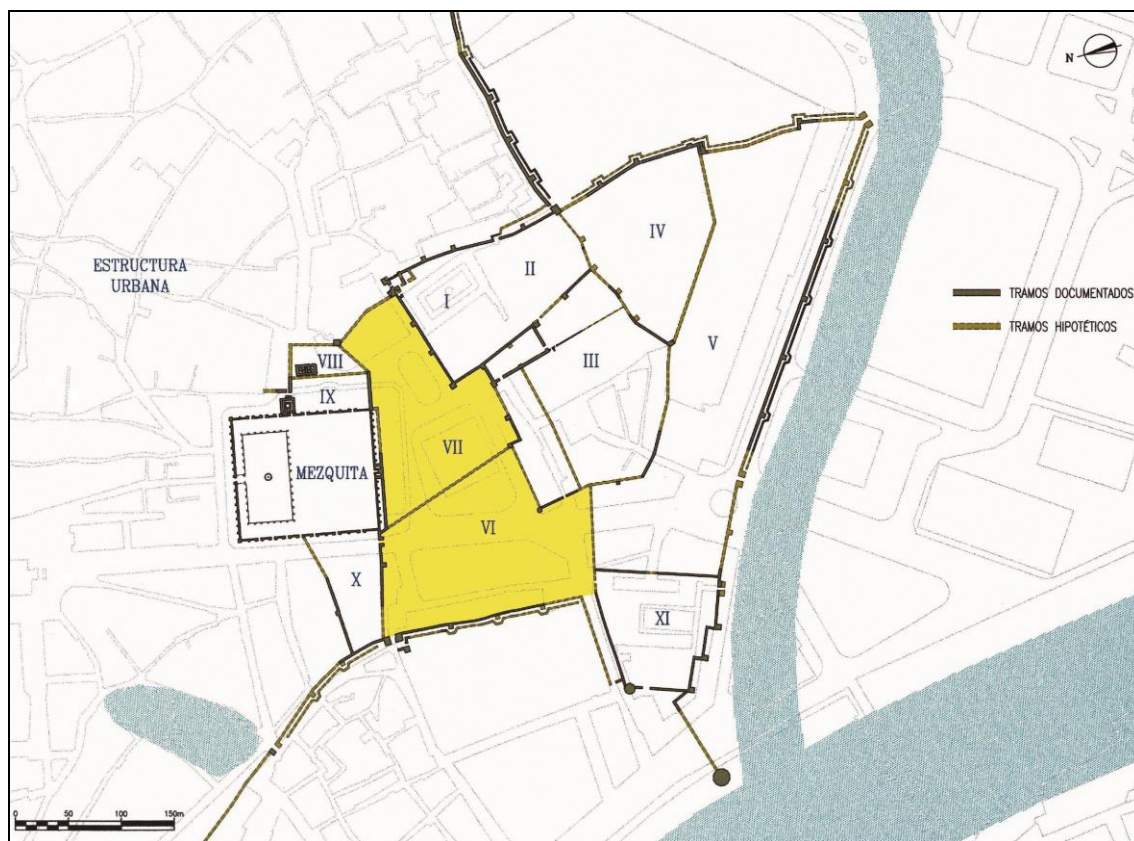 N
ESTRUCTURA
URBANA
IV
II
I
TRAMOS DOCUMENTADOS
TRAMOS HIPOTÉTICOS
V
III
VIII
IX
MEZQUITA
VII
VI
X
XI
0 50 100 150m